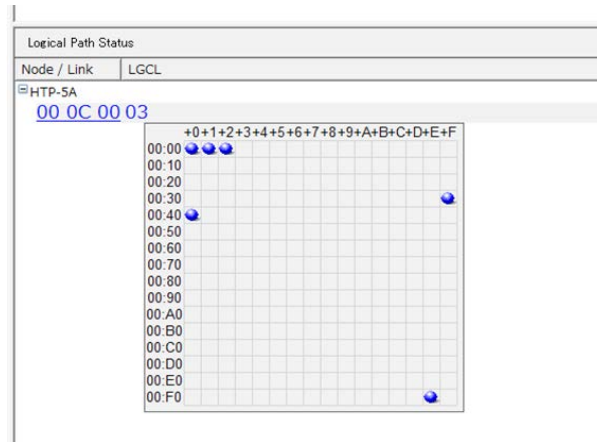 Logical Path Status
Node / Link LGCL
HTP-5A
00 0C 00 03
+0+1+2+3+4+5+6+7+8+9+A+B+C+D+E+F
00:00
00:10
00:20
00:30
00:40
00:50
00:60
00:70
00:80
00:90
00:A0
00:B0
00:C0
00:D0
00:E0
00:F0